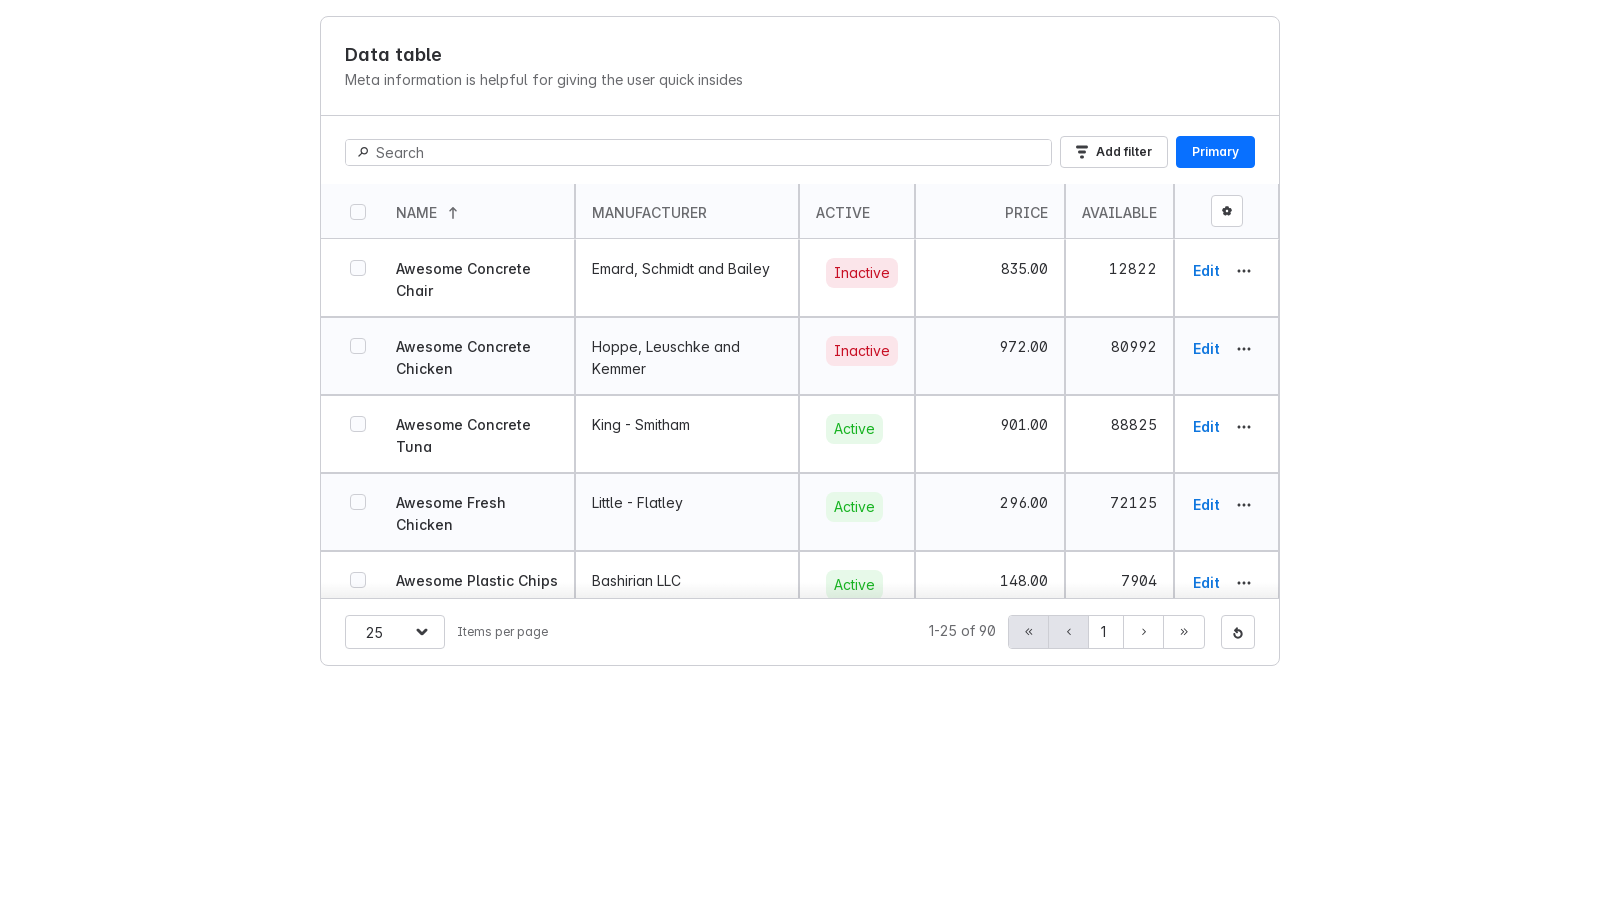 Data table
Meta information is helpful for giving the user quick insides
Search
Add filter
Primary
NAME
MANUFACTURER
ACTIVE
PRICE
AVAILABLE
Awesome Concrete
Chair
Emard, Schmidt and Bailey
Inactive
835.00
12822
Edit
Awesome Concrete
Chicken
Hoppe, Leuschke and
Kemmer
Inactive
972.00
80992
Edit
Awesome Concrete
Tuna
King - Smitham
Active
901.00
88825
Edit
Awesome Fresh
Chicken
Little - Flatley
Active
296.00
72125
Edit
Awesome Plastic Chips
Bashirian LLC
Active
148.00
7904
Edit
25
Items per page
1-25 of 90
«
‹
1
›
»